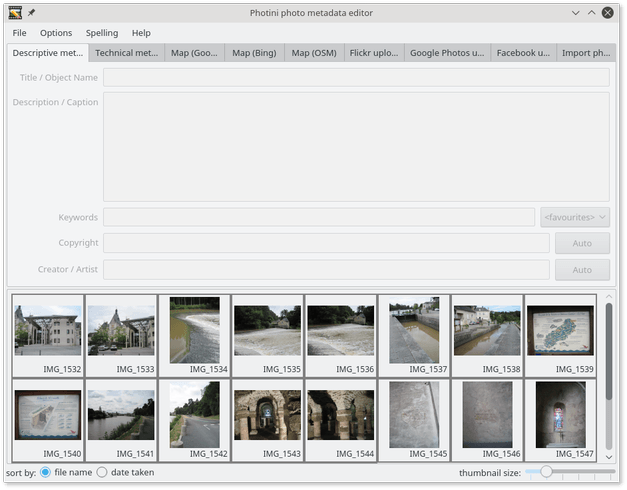 Photini photo metadata editor
File Options Spelling Help
Descriptive met... Technical met... Map (Goo... Map (Bing) Map (OSM) Flickr uplo... Google Photos u... Facebook u... Import ph...
Title / Object Name
Description / Caption
Keywords <favourites>
Copyright Auto
Creator / Artist Auto
IMG_1532 IMG_1533 IMG_1534 IMG_1535 IMG_1536 IMG_1537 IMG_1538 IMG_1539
IMG_1540 IMG_1541 IMG_1542 IMG_1543 IMG_1544 IMG_1545 IMG_1546 IMG_1547
sort by: file name date taken thumbnail size: